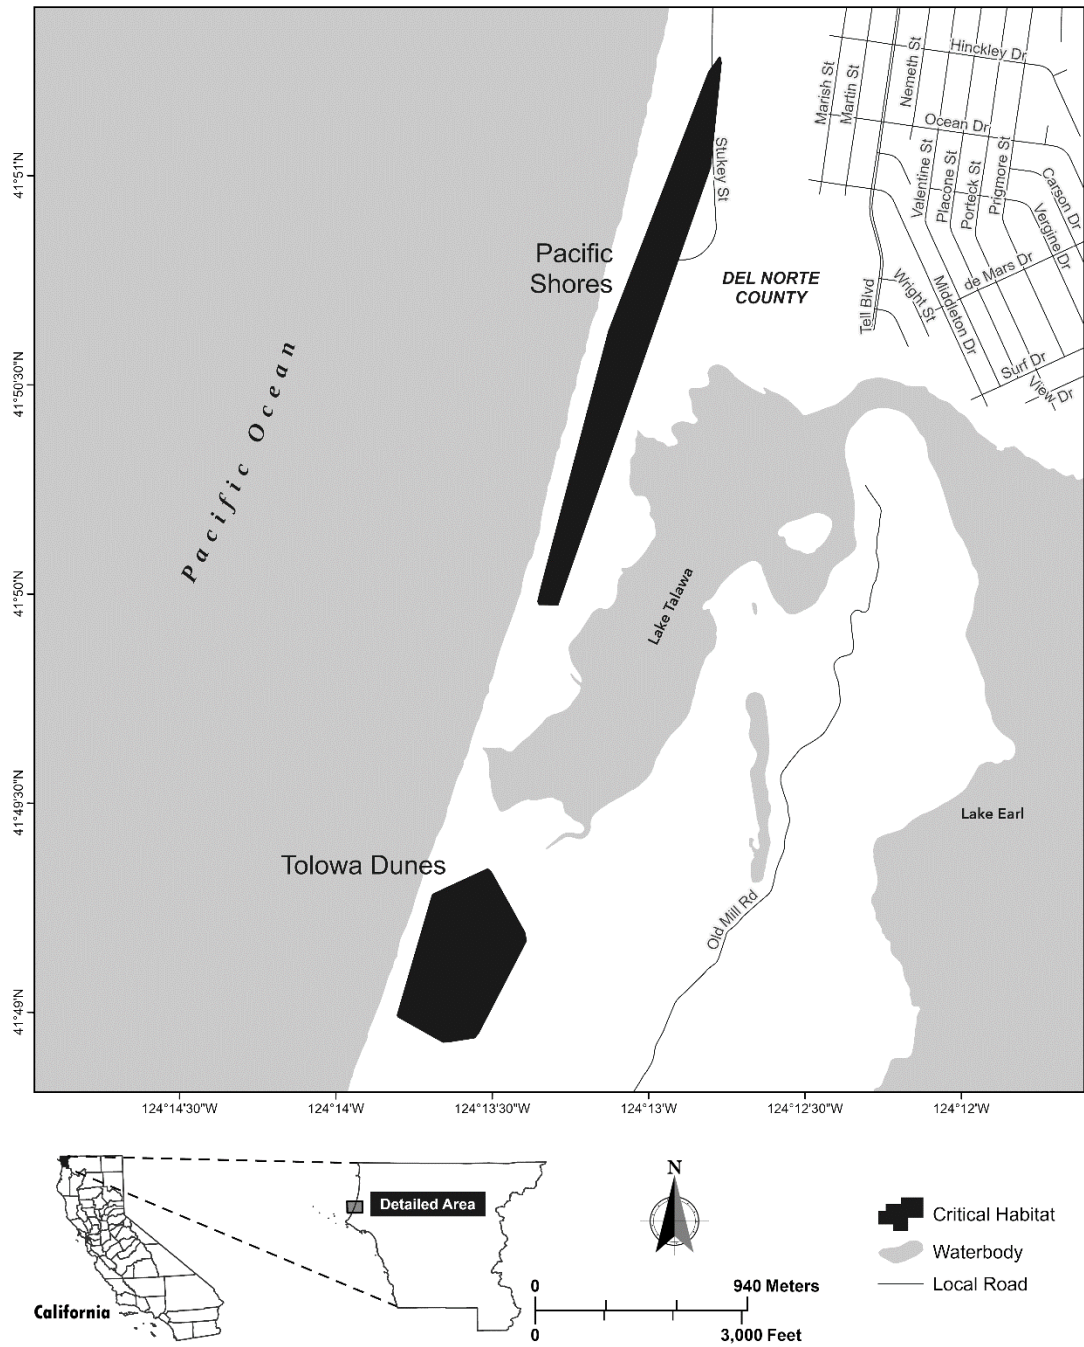 Hinckley Dr
Marish St
Martin St
Nemeth St
Ocean Dr
Stukey St
Valentine St
Placone St
Porteck St
Prigmore St
Carson Dr
Vergine Dr
41°51'N
Pacific
Shores
DEL NORTE
COUNTY
de Mars Dr
Wright St
Middleton Dr
Tell Blvd
Surf Dr
View Dr
41°50'30"N
Pacific Ocean
41°50'N
Lake Talawa
41°49'30"N
Lake Earl
Tolowa Dunes
Old Mill Rd
41°49'N
124°14'30"W
124°14'W
124°13'30"W
124°13'W
124°12'30"W
124°12'W
Detailed Area
California
N
0
940 Meters
0
3,000 Feet
Critical Habitat
Waterbody
Local Road